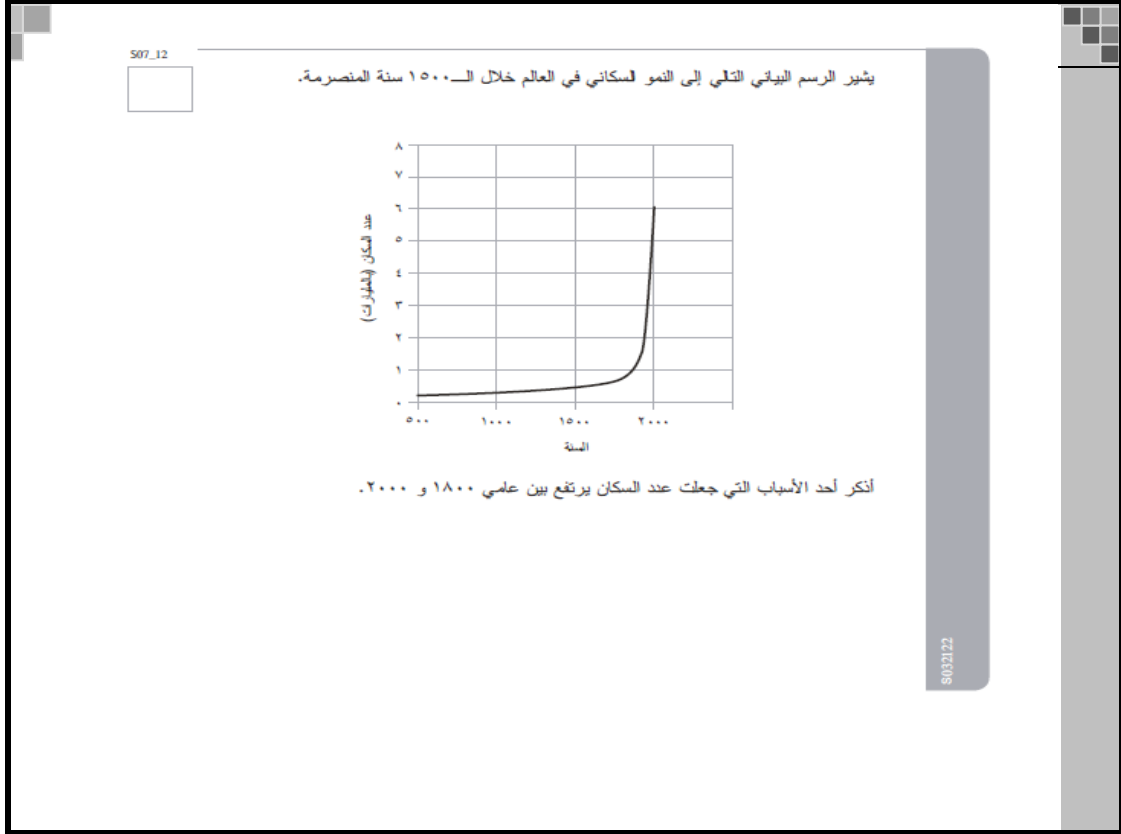 S07_12
يشير الرسم البياني التالي إلى النمو السكاني في العالم خلال الـــ١٥٠٠ سنة المنصرمة.
٨
٧
٦
٥
٤
٣
٢
١
٠
عدد السكان (بالمليارات)
٥٠٠ ١٠٠٠ ١٥٠٠ ٢٠٠٠
السنة
أذكر أحد الأسباب التي جعلت عدد السكان يرتفع بين عامي ١٨٠٠ و ٢٠٠٠.
S032122